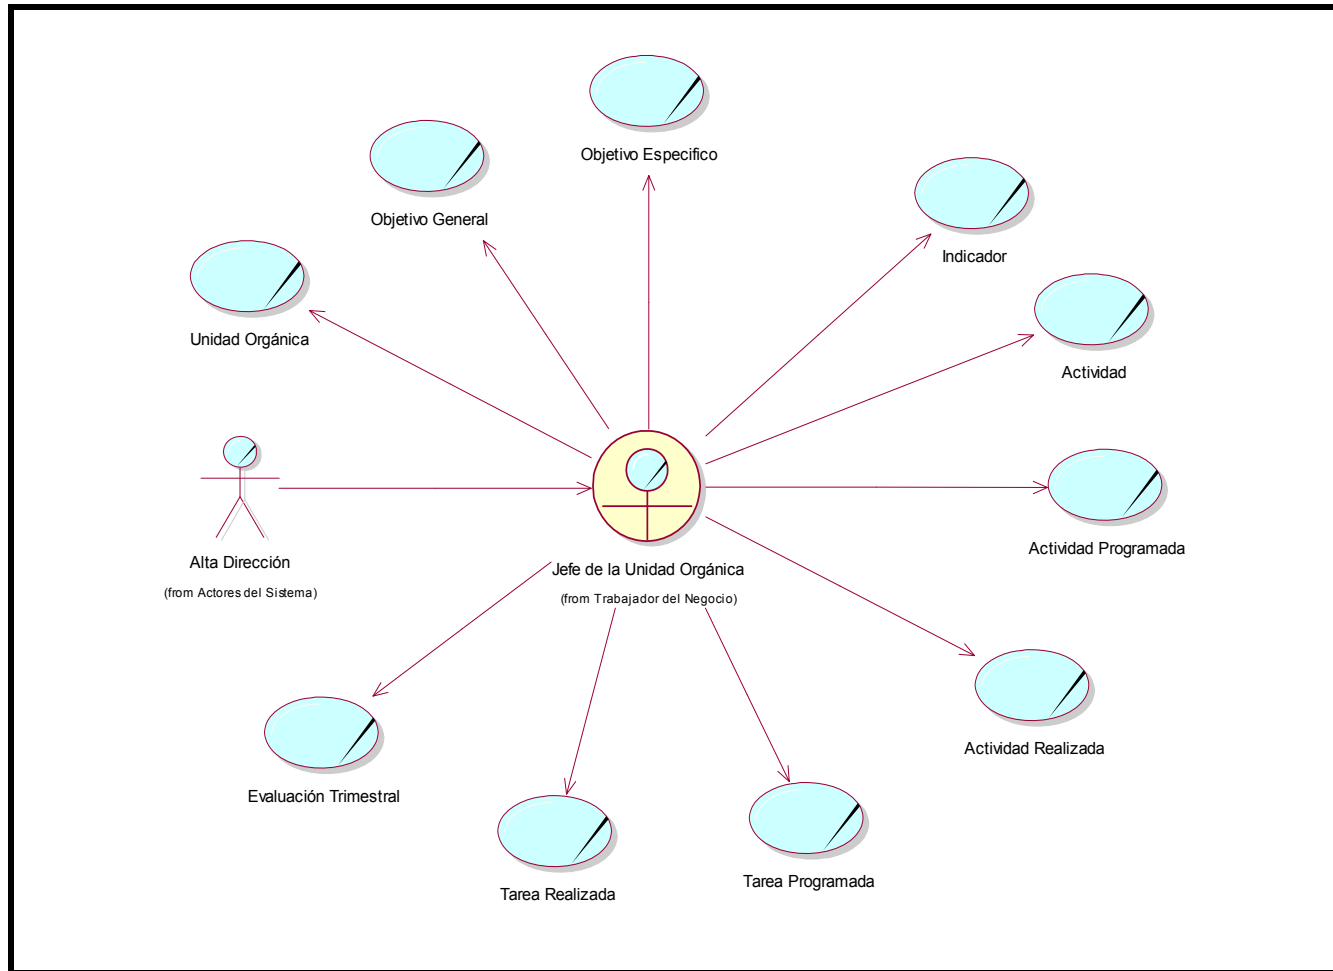 Objetivo Especifico
Objetivo General
Indicador
Unidad Orgánica
Actividad
Alta Dirección
(from Actores del Sistema)
Jefe de la Unidad Orgánica
(from Trabajador del Negocio)
Actividad Programada
Actividad Realizada
Evaluación Trimestral
Tarea Realizada
Tarea Programada